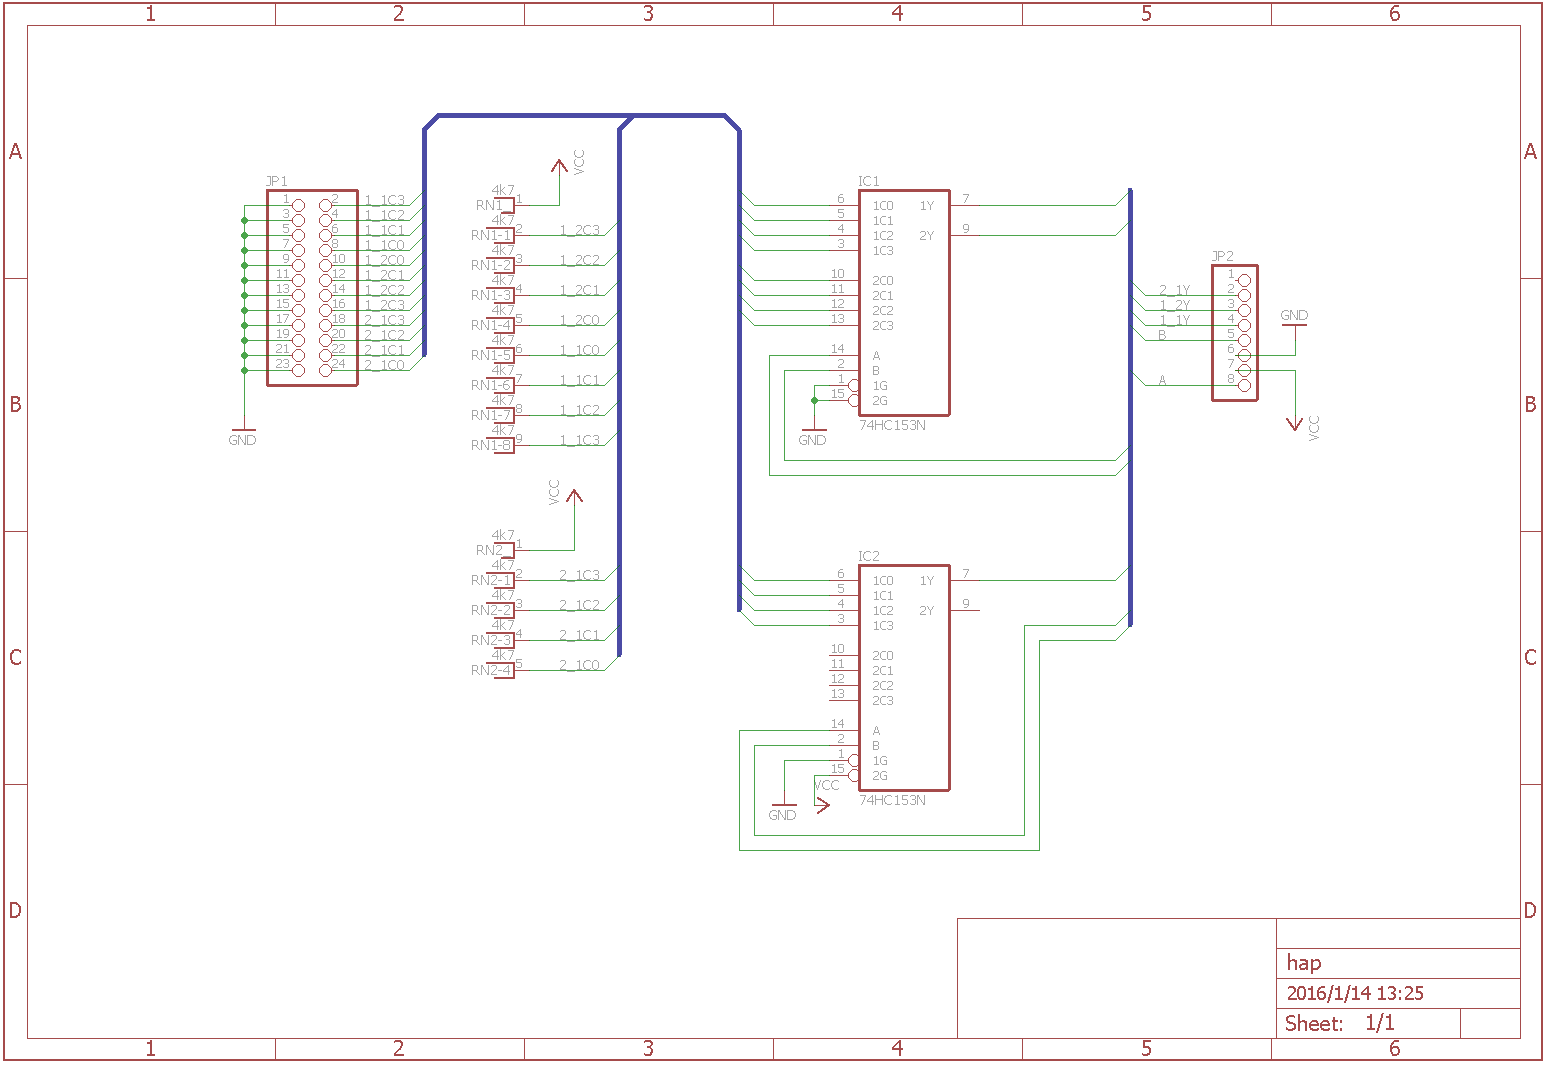 1 2 3 4 5 6
A A
B B
C C
D D
JP1
1 2 1_1C3
3 4 1_1C2
5 6 1_1C1
7 8 1_1C0
9 10 1_2C0
11 12 1_2C1
13 14 1_2C2
15 16 1_2C3
17 18 2_1C3
19 20 2_1C2
21 22 2_1C1
23 24 2_1C0
GND
VCC
4k7
RN1 1
4k7
RN1-1 2 1_2C3
4k7
RN1-2 3 1_2C2
4k7
RN1-3 4 1_2C1
4k7
RN1-4 5 1_2C0
4k7
RN1-5 6 1_1C0
4k7
RN1-6 7 1_1C1
4k7
RN1-7 8 1_1C2
4k7
RN1-8 9 1_1C3
VCC
4k7
RN2 1
4k7
RN2-1 2 2_1C3
4k7
RN2-2 3 2_1C2
4k7
RN2-3 4 2_1C1
4k7
RN2-4 5 2_1C0
IC1
6 1C0 1Y 7
5 1C1
4 1C2 2Y 9
3 1C3
10 2C0
11 2C1
12 2C2
13 2C3
14 A
2 B
1 1G
15 2G
74HC153N
GND
IC2
6 1C0 1Y 7
5 1C1
4 1C2 2Y 9
3 1C3
10 2C0
11 2C1
12 2C2
13 2C3
14 A
2 B
1 1G
15 2G
VCC
74HC153N
GND
JP2
1
2_1Y 2
1_2Y 3
1_1Y 4
B 5
6
7
A 8
GND
VCC
hap
2016/1/14 13:25
Sheet: 1/1
1 2 3 4 5 6